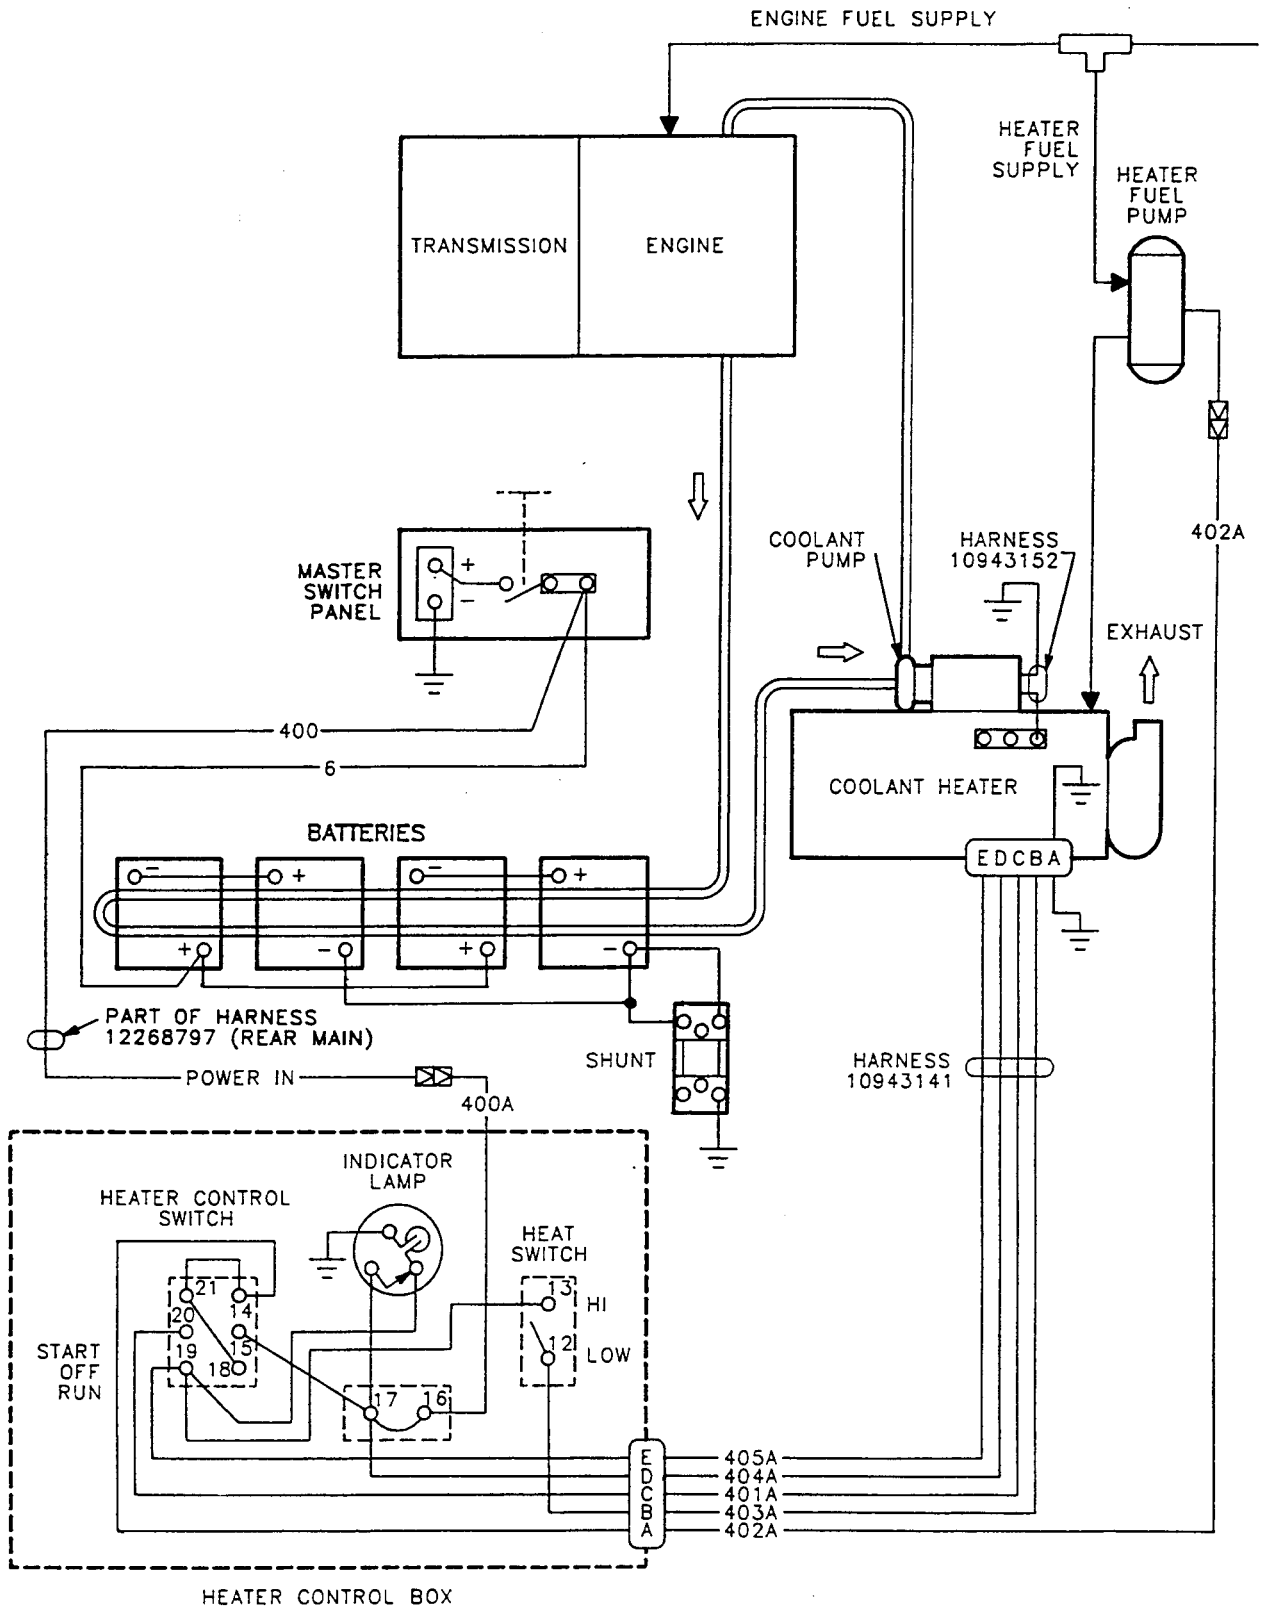 ENGINE FUEL SUPPLY
HEATER
FUEL
SUPPLY
HEATER
FUEL
PUMP
TRANSMISSION
ENGINE
402A
COOLANT
PUMP
HARNESS
10943152
MASTER
SWITCH
PANEL
+
-
EXHAUST
400
6
COOLANT HEATER
E D C B A
BATTERIES
- + - +
+ - + -
PART OF HARNESS
12268797 (REAR MAIN)
SHUNT
HARNESS
10943141
POWER IN
400A
INDICATOR
LAMP
HEATER CONTROL
SWITCH
HEAT
SWITCH
21
14
20
15
19
18
13
HI
12
LOW
START
OFF
RUN
17
16
E 405A
D 404A
C 401A
B 403A
A 402A
HEATER CONTROL BOX